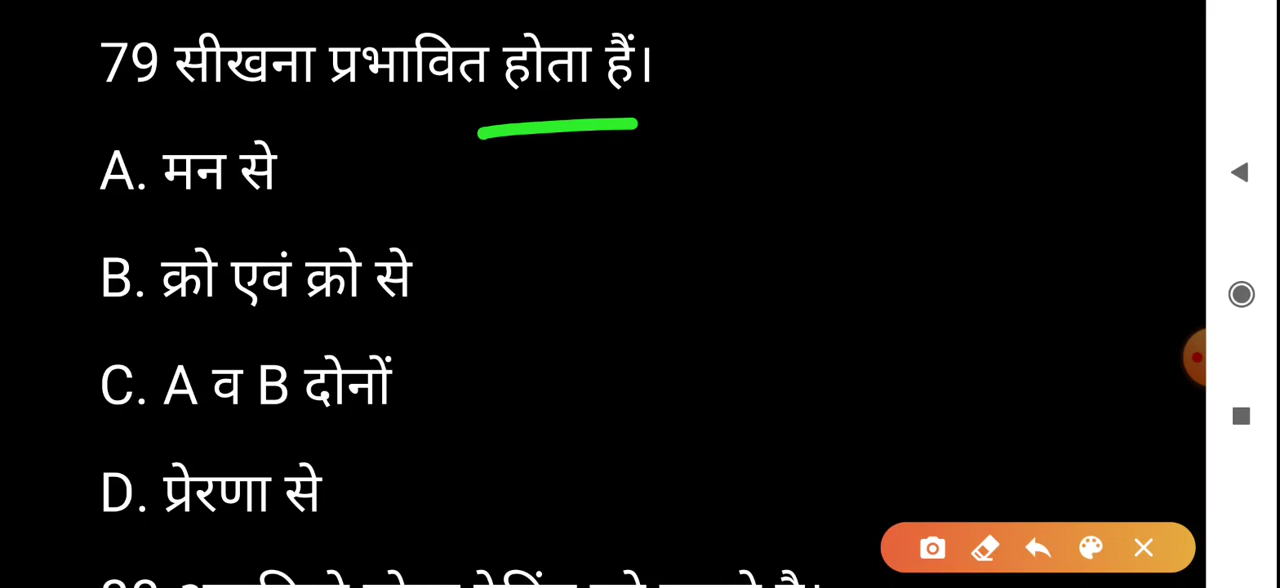 79 सीखना प्रभावित होता हैं।
A. मन से
B. क्रो एवं क्रो से
C. A व B दोनों
D. प्रेरणा से